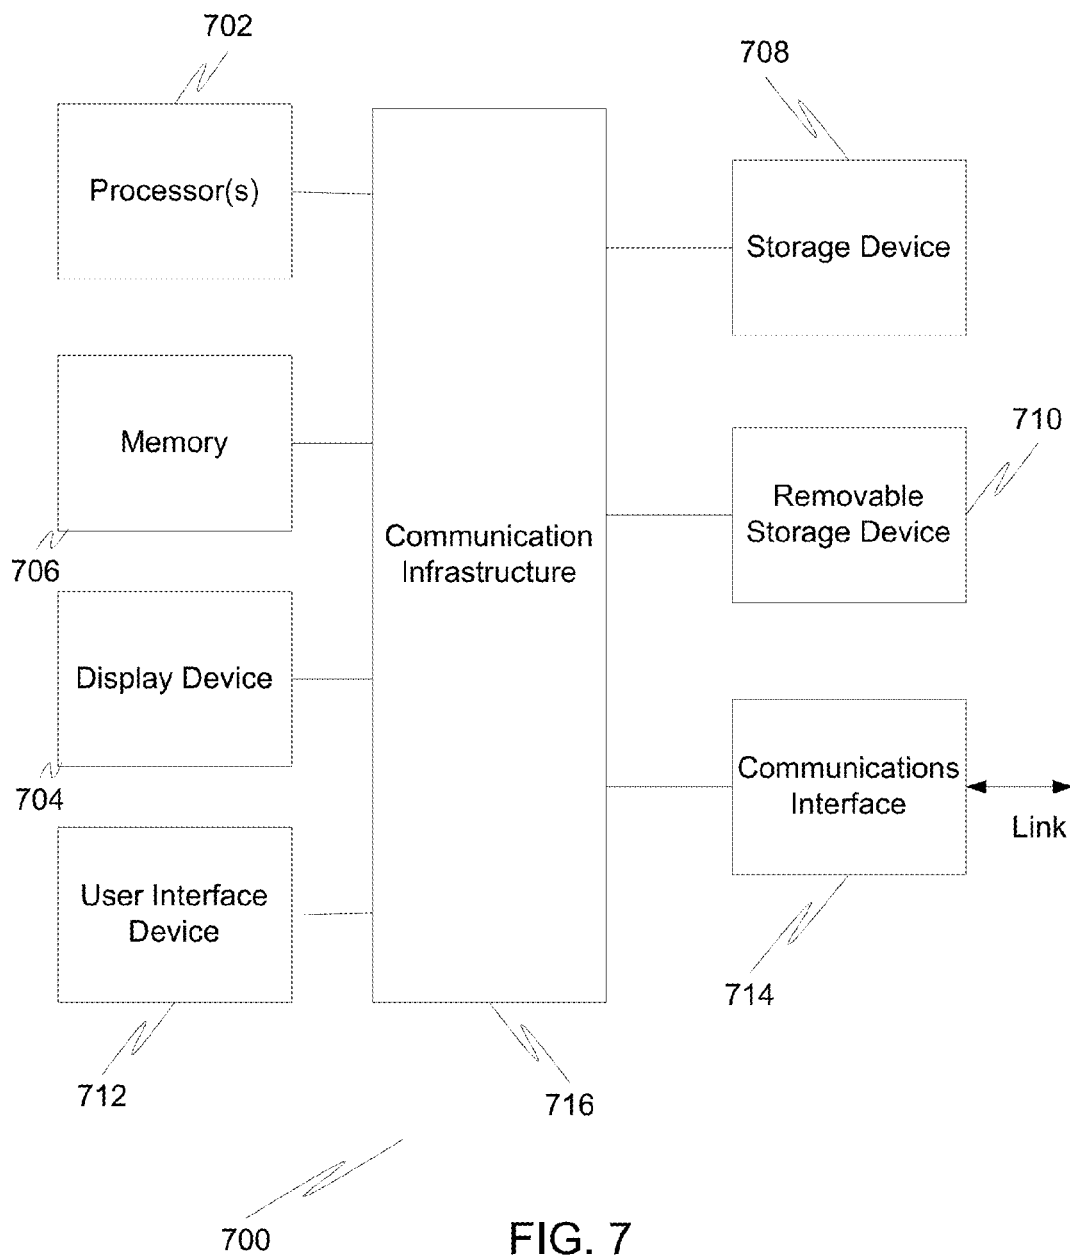 702
708
Processor(s)
Storage Device
710
Memory
Removable
Storage Device
Communication
Infrastructure
706
Display Device
Communications
Interface
704
Link
User Interface
Device
714
712
716
700
FIG. 7